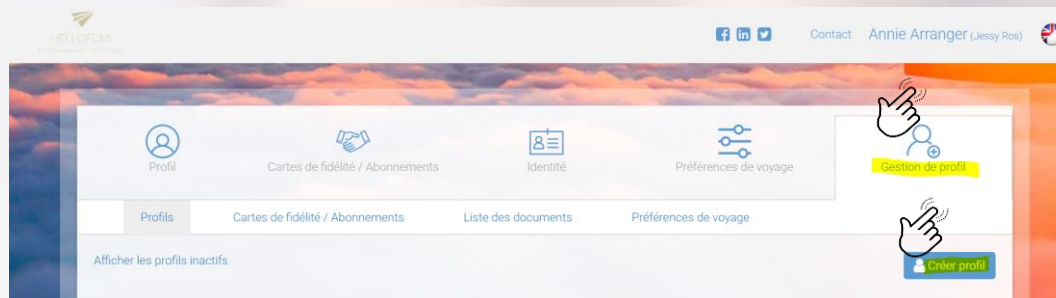 HELLOFCM!
Contact Annie Arranger (Jessy Ros)
Profil
Cartes de fidélité / Abonnements
Identité
Préférences de voyage
Gestion de profil
Profils
Cartes de fidélité / Abonnements
Liste des documents
Préférences de voyage
Afficher les profils inactifs
Créer profil